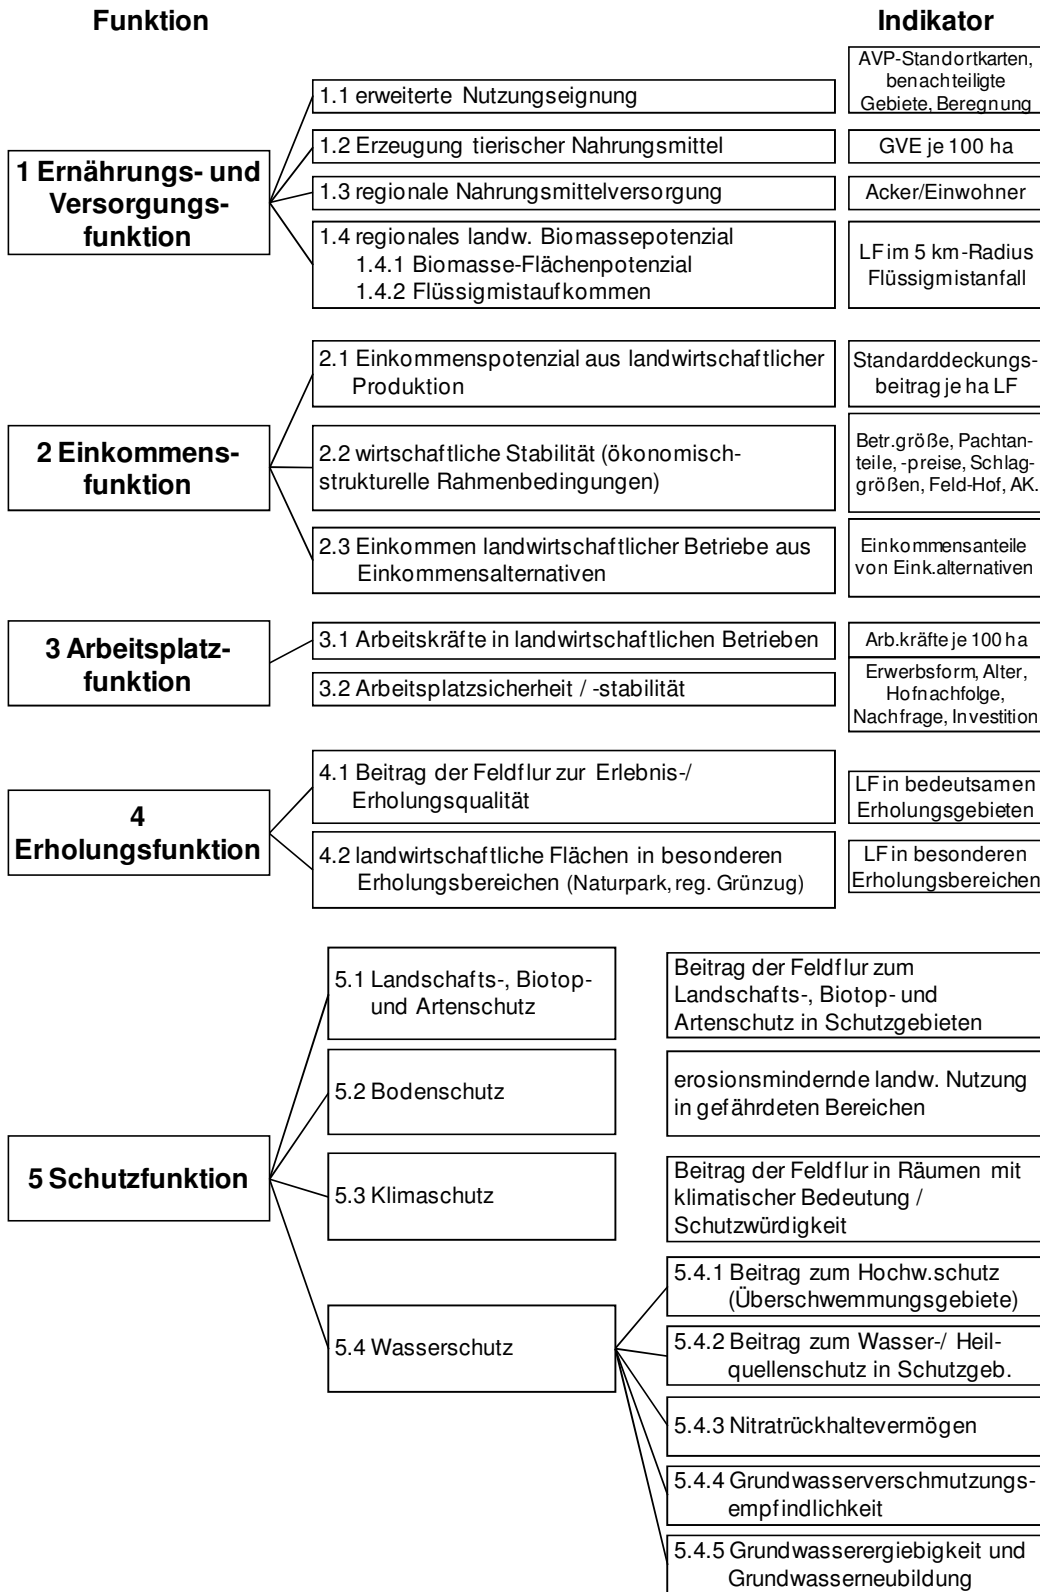 Funktion
Indikator
1 Ernährungs- und
Versorgungs-
funktion
1.1 erweiterte Nutzungseignung
AVP-Standortkarten,
benachteiligte
Gebiete, Beregnung
1.2 Erzeugung tierischer Nahrungsmittel
GVE je 100 ha
1.3 regionale Nahrungsmittelversorgung
Acker/Einwohner
1.4 regionales landw. Biomassepotenzial
1.4.1 Biomasse-Flächenpotenzial
1.4.2 Flüssigmistaufkommen
LF im 5 km-Radius
Flüssigmistanfall
2 Einkommens-
funktion
2.1 Einkommenspotenzial aus landwirtschaftlicher
Produktion
Standarddeckungs-
beitrag je ha LF
2.2 wirtschaftliche Stabilität (ökonomisch-
strukturelle Rahmenbedingungen)
Betr.größe, Pachtan-
teile, -preise, Schlag-
größen, Feld-Hof, AK.
2.3 Einkommen landwirtschaftlicher Betriebe aus
Einkommensalternativen
Einkommensanteile
von Eink.alternativen
3 Arbeitsplatz-
funktion
3.1 Arbeitskräfte in landwirtschaftlichen Betrieben
Arb.kräfte je 100 ha
3.2 Arbeitsplatzsicherheit / -stabilität
Erwerbsform, Alter,
Hofnachfolge,
Nachfrage, Investition
4
Erholungsfunktion
4.1 Beitrag der Feldflur zur Erlebnis-/
Erholungsqualität
LF in bedeutsamen
Erholungsgebieten
4.2 landwirtschaftliche Flächen in besonderen
Erholungsbereichen (Naturpark, reg. Grünzug)
LF in besonderen
Erholungsbereichen
5 Schutzfunktion
5.1 Landschafts-, Biotop-
und Artenschutz
Beitrag der Feldflur zum
Landschafts-, Biotop- und
Artenschutz in Schutzgebieten
5.2 Bodenschutz
erosionsmindernde landw. Nutzung
in gefährdeten Bereichen
5.3 Klimaschutz
Beitrag der Feldflur in Räumen mit
klimatischer Bedeutung /
Schutzwürdigkeit
5.4 Wasserschutz
5.4.1 Beitrag zum Hochw.schutz
(Überschwemmungsgebiete)
5.4.2 Beitrag zum Wasser-/ Heil-
quellenschutz in Schutzgeb.
5.4.3 Nitratrückhaltevermögen
5.4.4 Grundwasserverschmutzungs-
empfindlichkeit
5.4.5 Grundwasserergiebigkeit und
Grundwasserneubildung